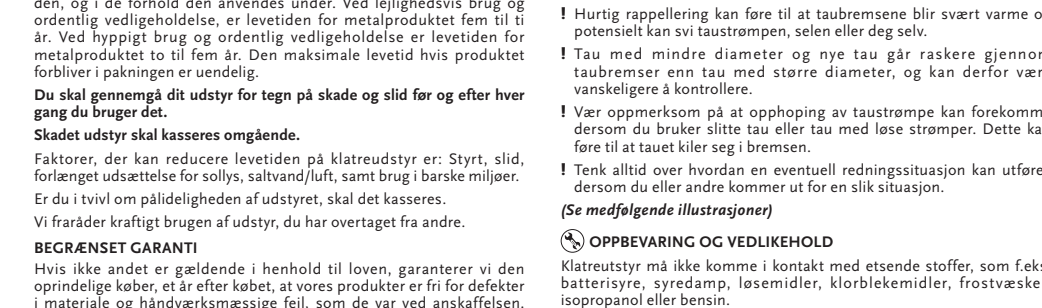 den, og i de forhold den anvendes under. Ved lejlighedsvis brug og
ordentlig vedligeholdelse, er levetiden for metalproduktet fem til ti
år. Ved hyppigt brug og ordentlig vedligeholdelse er levetiden for
metalproduktet to til fem år. Den maksimale levetid hvis produktet
forbliver i pakningen er uendelig.
Du skal gennemgå dit udstyr for tegn på skade og slid før og efter hver
gang du bruger det.
Skadet udstyr skal kasseres omgående.
Faktorer, der kan reducere levetiden på klatreudstyr er: Styrt, slid,
forlænget udsættelse for sollys, saltvand/luft, samt brug i barske miljøer.
Er du i tvivl om pålideligheden af udstyret, skal det kasseres.
Vi fraråder kraftigt brugen af udstyr, du har overtaget fra andre.
BEGRÆNSET GARANTI
Hvis ikke andet er gældende i henhold til loven, garanterer vi den
oprindelige køber, et år efter købet, at vores produkter er fri for defekter
i materiale og håndværksmæssige fejl, som de var ved anskaffelsen.
! Hurtig rappellering kan føre til at taubremsene blir svært varme o
potensielt kan svi taustrømpen, selen eller deg selv.
! Tau med mindre diameter og nye tau går raskere gjennor
taubremser enn tau med større diameter, og kan derfor vær
vanskeligere å kontrollere.
! Vær oppmerksom på at opphoping av taustrømpe kan forekomm
dersom du bruker slitte tau eller tau med løse strømper. Dette ka
føre til at tauet kiler seg i bremsen.
! Tenk alltid over hvordan en eventuell redningssituasjon kan utføre
dersom du eller andre kommer ut for en slik situasjon.
(Se medfølgende illustrasjoner)
OPPBEVARING OG VEDLIKEHOLD
Klatreutstyr må ikke komme i kontakt med etsende stoffer, som f.eks
batterisyre, syredamp, løsemidler, klorblekemidler, frostvæske
isopropanol eller bensin.